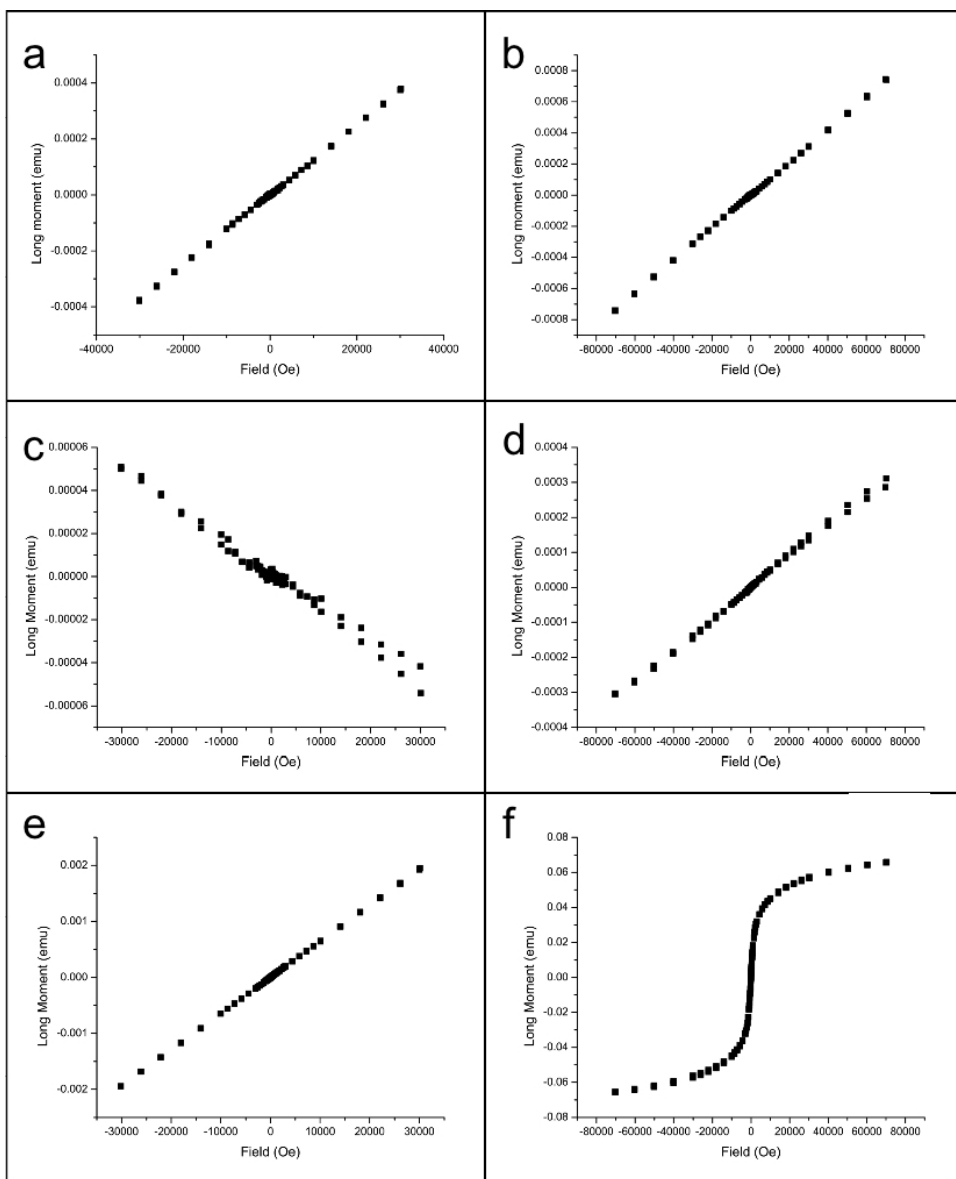 a
0.0004
0.0002
0.0000
-0.0002
-0.0004
Long moment (emu)
-40000 -20000 0 20000 40000
Field (Oe)
b
0.0008
0.0006
0.0004
0.0002
0.0000
-0.0002
-0.0004
-0.0006
-0.0008
Long moment (emu)
-80000 -60000 -40000 -20000 0 20000 40000 60000 80000
Field (Oe)
c
0.00006
0.00004
0.00002
0.00000
-0.00002
-0.00004
-0.00006
Long Moment (emu)
-30000 -20000 -10000 0 10000 20000 30000
Field (Oe)
d
0.0004
0.0003
0.0002
0.0001
0.0000
-0.0001
-0.0002
-0.0003
-0.0004
Long Moment (emu)
-80000 -60000 -40000 -20000 0 20000 40000 60000 80000
Field (Oe)
e
0.002
0.001
0.000
-0.001
-0.002
Long Moment (emu)
-30000 -20000 -10000 0 10000 20000 30000
Field (Oe)
f
0.08
0.06
0.04
0.02
0.00
-0.02
-0.04
-0.06
-0.08
Long Moment (emu)
-80000 -60000 -40000 -20000 0 20000 40000 60000 80000
Field (Oe)